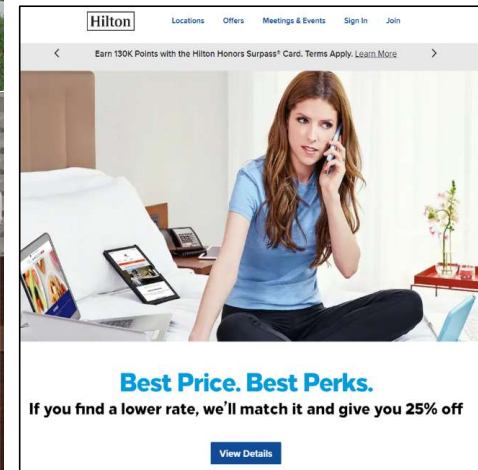 Hilton
Locations Offers Meetings & Events Sign In Join
Earn 130K Points with the Hilton Honors Surpass® Card. Terms Apply. Learn More
Best Price. Best Perks.
If you find a lower rate, we'll match it and give you 25% off
View Details